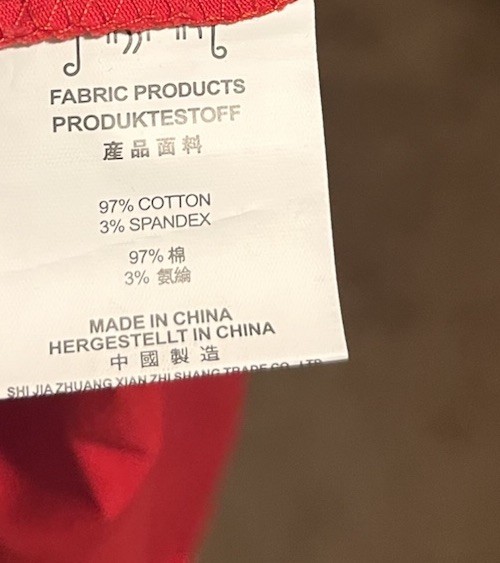 FABRIC PRODUCTS
PRODUKTESTOFF
産品面料
97% COTTON
3% SPANDEX
97% 棉
3% 氨綸
MADE IN CHINA
HERGESTELLT IN CHINA
中國製造
SHI JIA ZHUANG XIAN ZHI SHANG TRADE CO., LTD